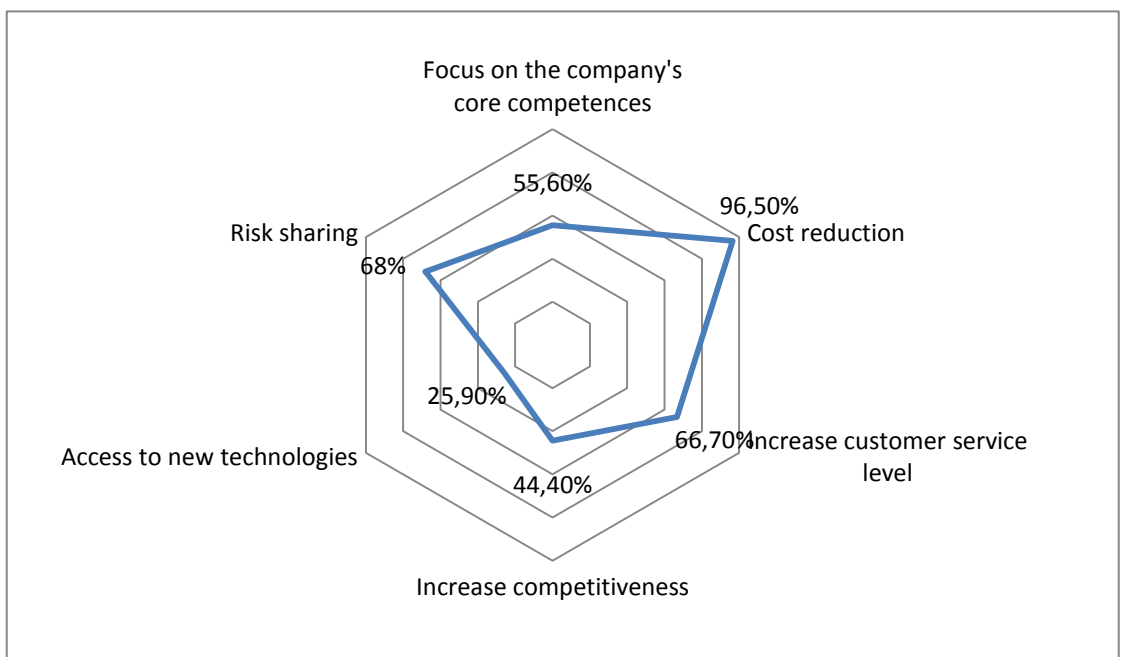 Focus on the company's
core competences
55,60%
96,50%
Risk sharing
Cost reduction
68%
25,90%
66,70%
Increase customer service
level
Access to new technologies
44,40%
Increase competitiveness